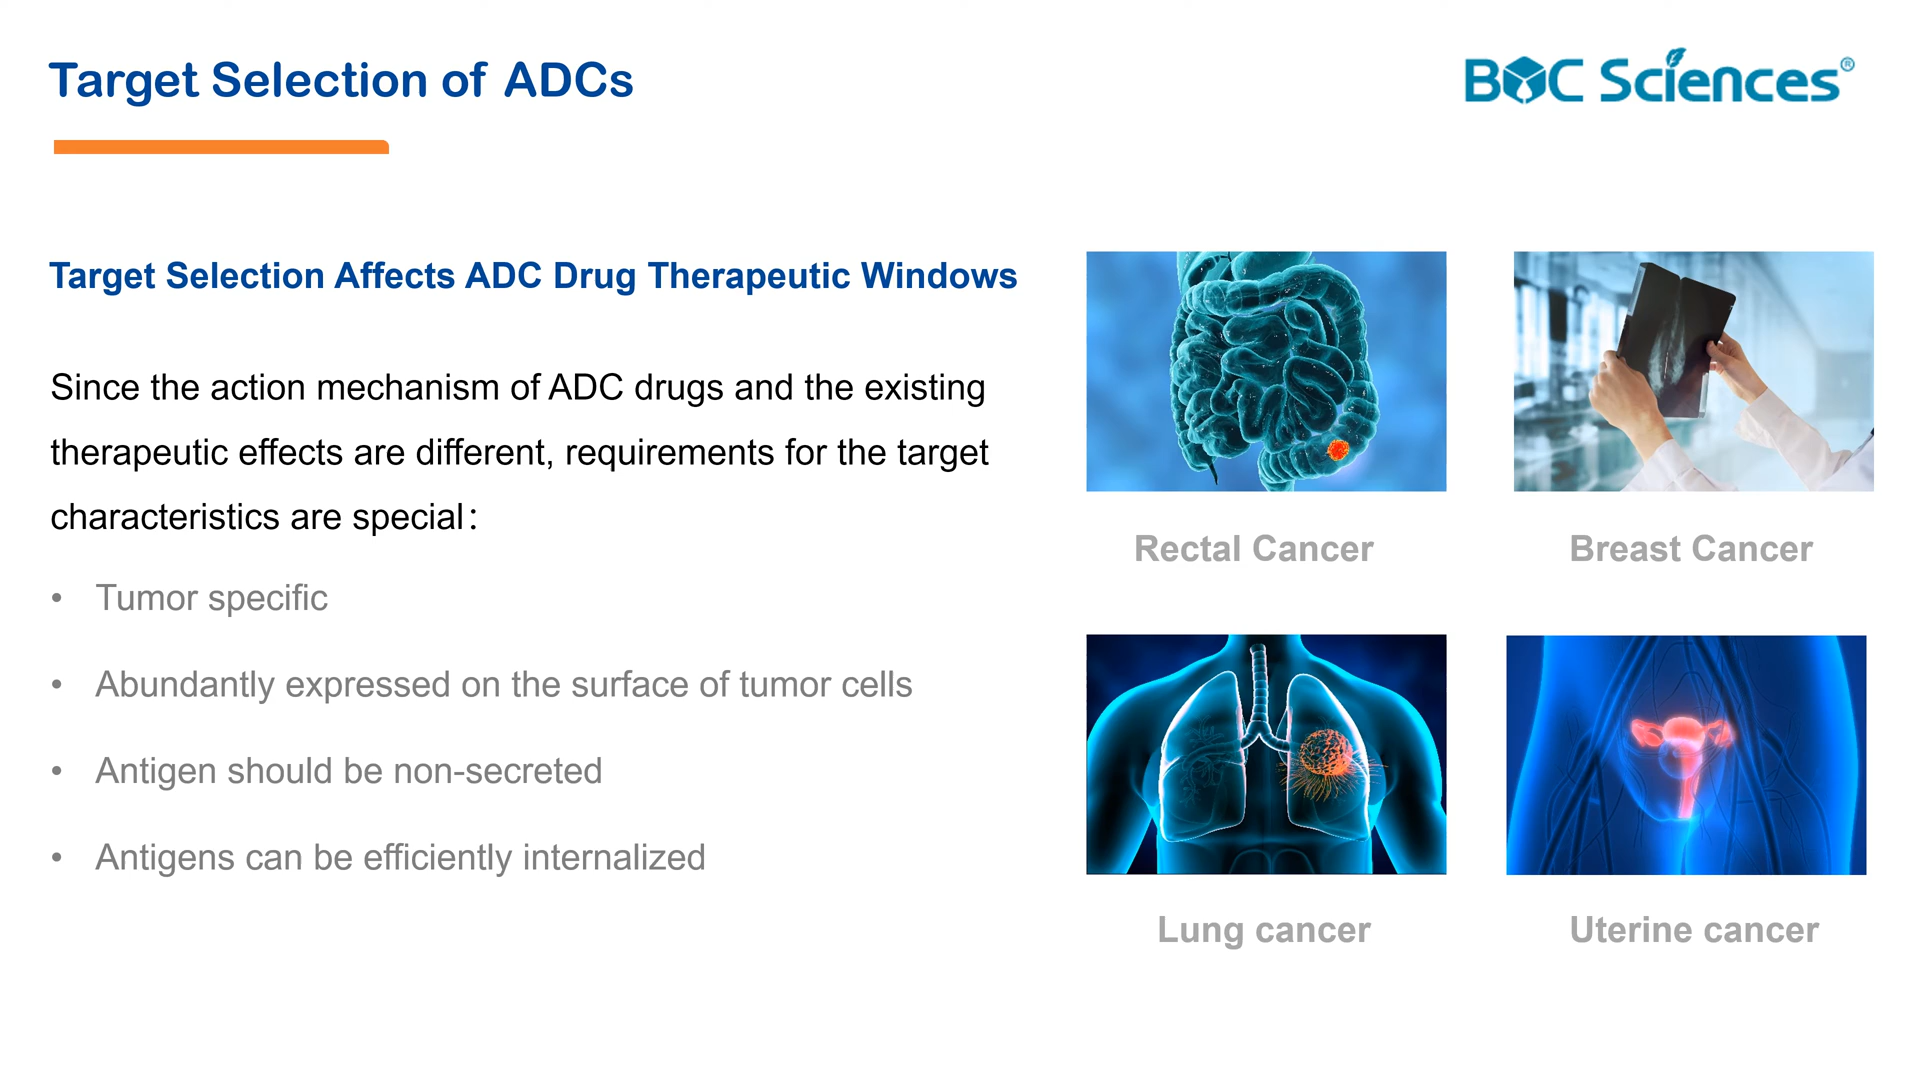 Target Selection of ADCs
BOC Sciences®
Target Selection Affects ADC Drug Therapeutic Windows
Since the action mechanism of ADC drugs and the existing
therapeutic effects are different, requirements for the target
characteristics are special：
• Tumor specific
• Abundantly expressed on the surface of tumor cells
• Antigen should be non-secreted
• Antigens can be efficiently internalized
Rectal Cancer
Breast Cancer
Lung cancer
Uterine cancer